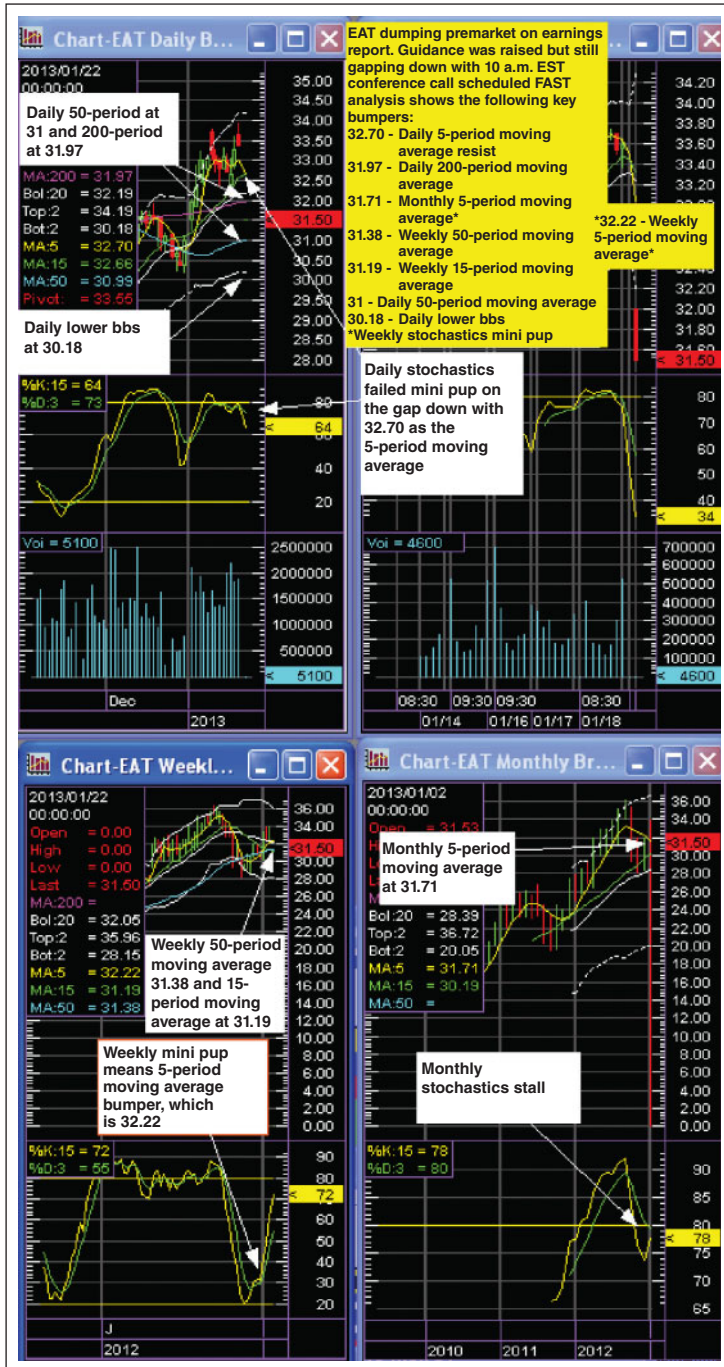 Chart-EAT Daily B...
2013/01/22
00:00:00
Daily 50-period at
31 and 200-period
at 31.97
MA:200 = 31.97
Bol:20 = 32.19
Top:2 = 34.19
Bot:2 = 30.18
MA:5 = 32.70
MA:15 = 32.66
MA:50 = 30.99
Pivot: = 33.55
Daily lower bbs
at 30.18
35.00
34.50
34.00
33.50
33.00
32.50
32.00
31.50
31.00
30.50
30.00
29.50
29.00
28.50
28.00
%K:15 = 64
%D:3 = 73
80
64
40
20
Voi = 5100
2500000
2000000
1500000
1000000
500000
5100
Dec
2013
EAT dumping premarket on earnings
report. Guidance was raised but still
gapping down with 10 a.m. EST
conference call scheduled FAST
analysis shows the following key
bumpers:
32.70 - Daily 5-period moving
average resist
31.97 - Daily 200-period moving
average
31.71 - Monthly 5-period moving
average*
31.38 - Weekly 50-period moving
average
31.19 - Weekly 15-period moving
average
31 - Daily 50-period moving average
30.18 - Daily lower bbs
*Weekly stochastics mini pup
*32.22 - Weekly
5-period moving
average*
34.20
34.00
33.80
33.60
33.40
33.20
32.40
32.20
32.00
31.80
31.60
31.50
Daily stochastics
failed mini pup on
the gap down with
32.70 as the
5-period moving
average
80
60
34
Voi = 4600
700000
600000
500000
400000
300000
200000
100000
4600
08:30 09:30 09:30 08:30
01/14 01/16 01/17 01/18
Chart-EAT Weekl...
2013/01/22
00:00:00
Open = 0.00
High = 0.00
Low = 0.00
Last = 31.50
MA:200 =
Bol:20 = 32.05
Top:2 = 35.96
Bot:2 = 28.15
MA:5 = 32.22
MA:15 = 31.19
MA:50 = 31.38
Weekly 50-period
moving average
31.38 and 15-
period moving
average at 31.19
Weekly mini pup
means 5-period
moving average
bumper, which
is 32.22
36.00
34.00
31.50
30.00
28.00
26.00
24.00
22.00
20.00
18.00
16.00
14.00
12.00
10.00
8.00
6.00
4.00
2.00
0.00
%K:15 = 72
%D:3 = 55
90
80
72
60
50
40
30
20
J
2012
Chart-EAT Monthly Br...
2013/01/02
00:00:00
Open = 31.53
Monthly 5-period
moving average
at 31.71
MA:200 =
Bol:20 = 28.39
Top:2 = 36.72
Bot:2 = 20.05
MA:5 = 31.71
MA:15 = 30.19
MA:50 =
Monthly
stochastics stall
36.00
34.00
31.50
30.00
28.00
26.00
24.00
22.00
20.00
18.00
16.00
14.00
12.00
10.00
8.00
6.00
4.00
2.00
0.00
%K:15 = 78
%D:3 = 80
90
85
80
78
75
70
65
2010 2011 2012